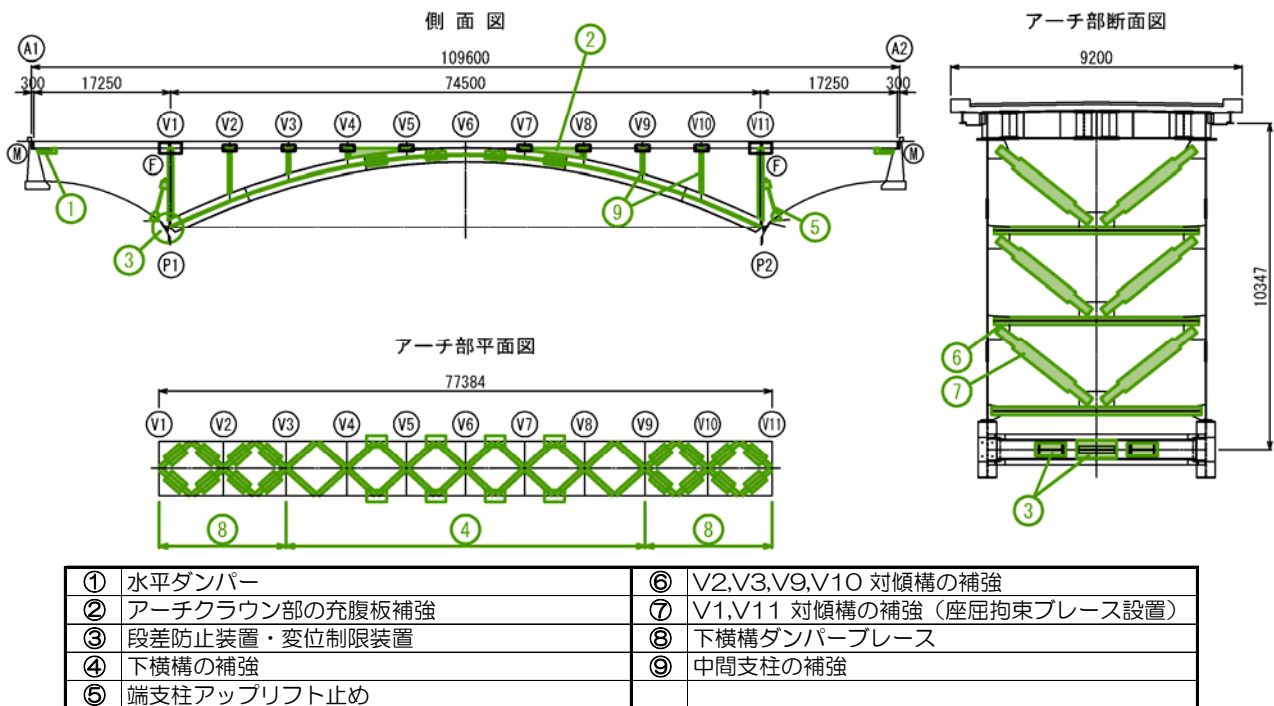 側面図
A1
A2
109600
②
300
17250
74500
17250
300
V1 V2 V3 V4 V5 V6 V7 V8 V9 V10 V11
M
F
F
M
①
⑨
⑤
③
P1
P2
アーチ部断面図
9200
10347
⑥
⑦
③
アーチ部平面図
77384
V1 V2 V3 V4 V5 V6 V7 V8 V9 V10 V11
⑧
④
⑧
① 水平ダンパー
⑥ V2,V3,V9,V10 対傾構の補強
② アーチクラウン部の充腹板補強
⑦ V1,V11 対傾構の補強（座屈拘束ブレース設置）
③ 段差防止装置・変位制限装置
⑧ 下横構ダンパーブレース
④ 下横構の補強
⑨ 中間支柱の補強
⑤ 端支柱アップリフト止め